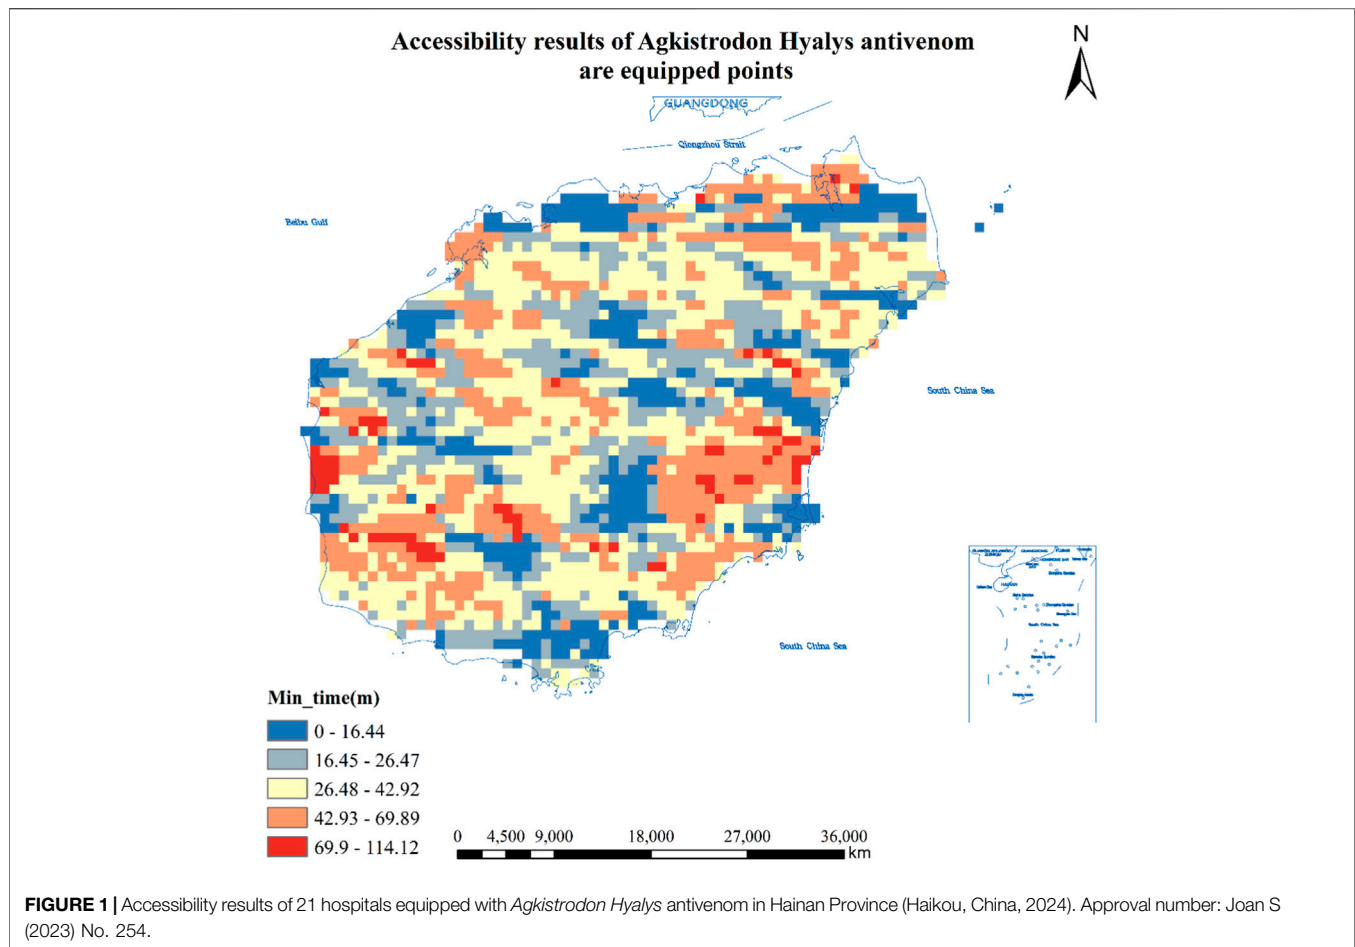 Accessibility results of Agkistrodon Hyalys antivenom
are equipped points
N
GUANGDONG
Qiongzhou Strait
Beibu Gulf
South China Sea
South China Sea
HAINAN
South China Sea
Min_time(m)
0 - 16.44
16.45 - 26.47
26.48 - 42.92
42.93 - 69.89
69.9 - 114.12
0 4,500 9,000 18,000 27,000 36,000
km
FIGURE 1 | Accessibility results of 21 hospitals equipped with Agkistrodon Hyalys antivenom in Hainan Province (Haikou, China, 2024). Approval number: Joan S
(2023) No. 254.